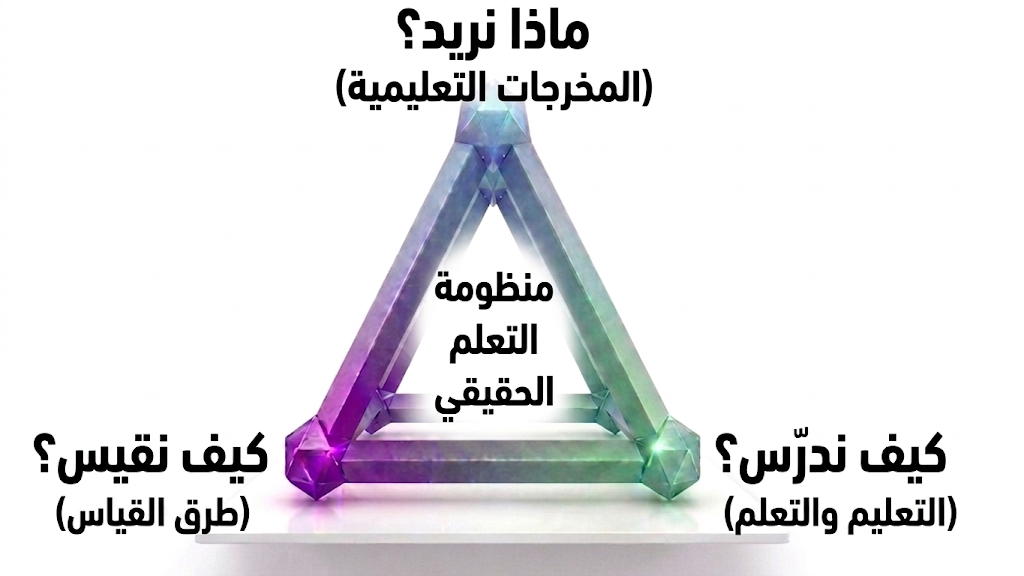 ماذا نريد؟
(المخرجات التعليمية)
منظومة
التعلم
الحقيقي
كيف ندرّس؟
(التعليم والتعلم)
كيف نقيس؟
(طرق القياس)